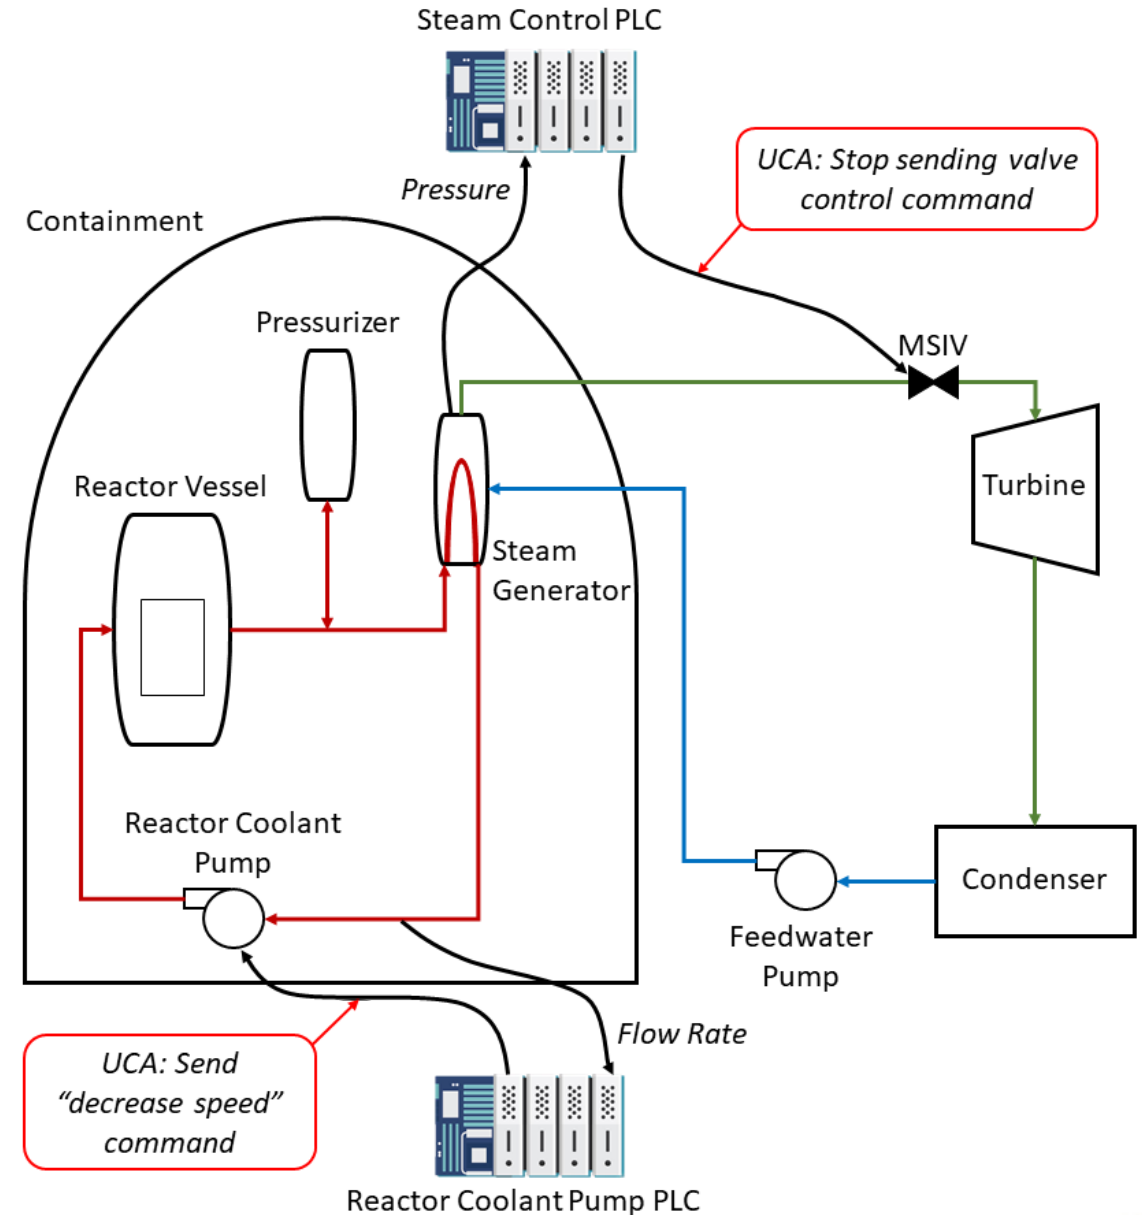 Steam Control PLC
Pressure
UCA: Stop sending valve
control command
Containment
Pressurizer
MSIV
Reactor Vessel
Turbine
Steam
Generator
Reactor Coolant
Pump
Condenser
Feedwater
Pump
Flow Rate
UCA: Send
“decrease speed”
command
Reactor Coolant Pump PLC